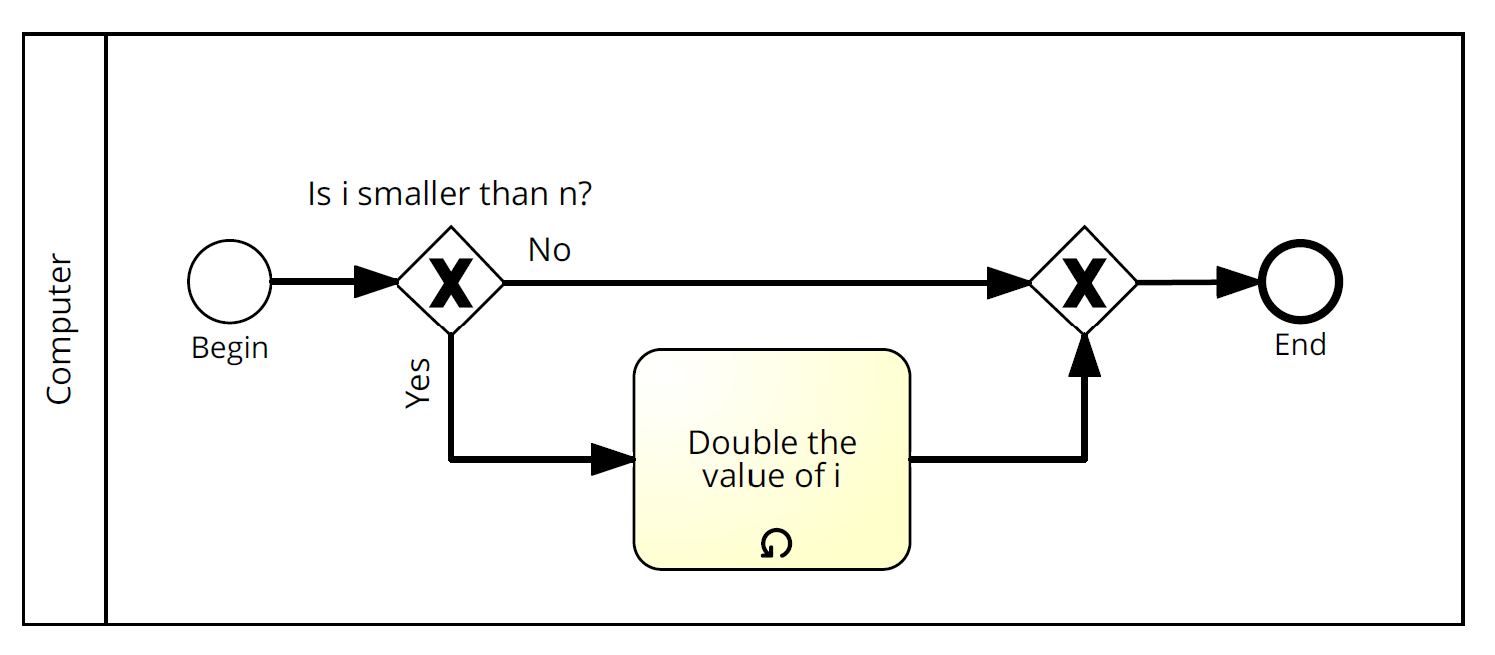 Computer
Is i smaller than n?
No
Begin
Yes
Double the
value of i
End